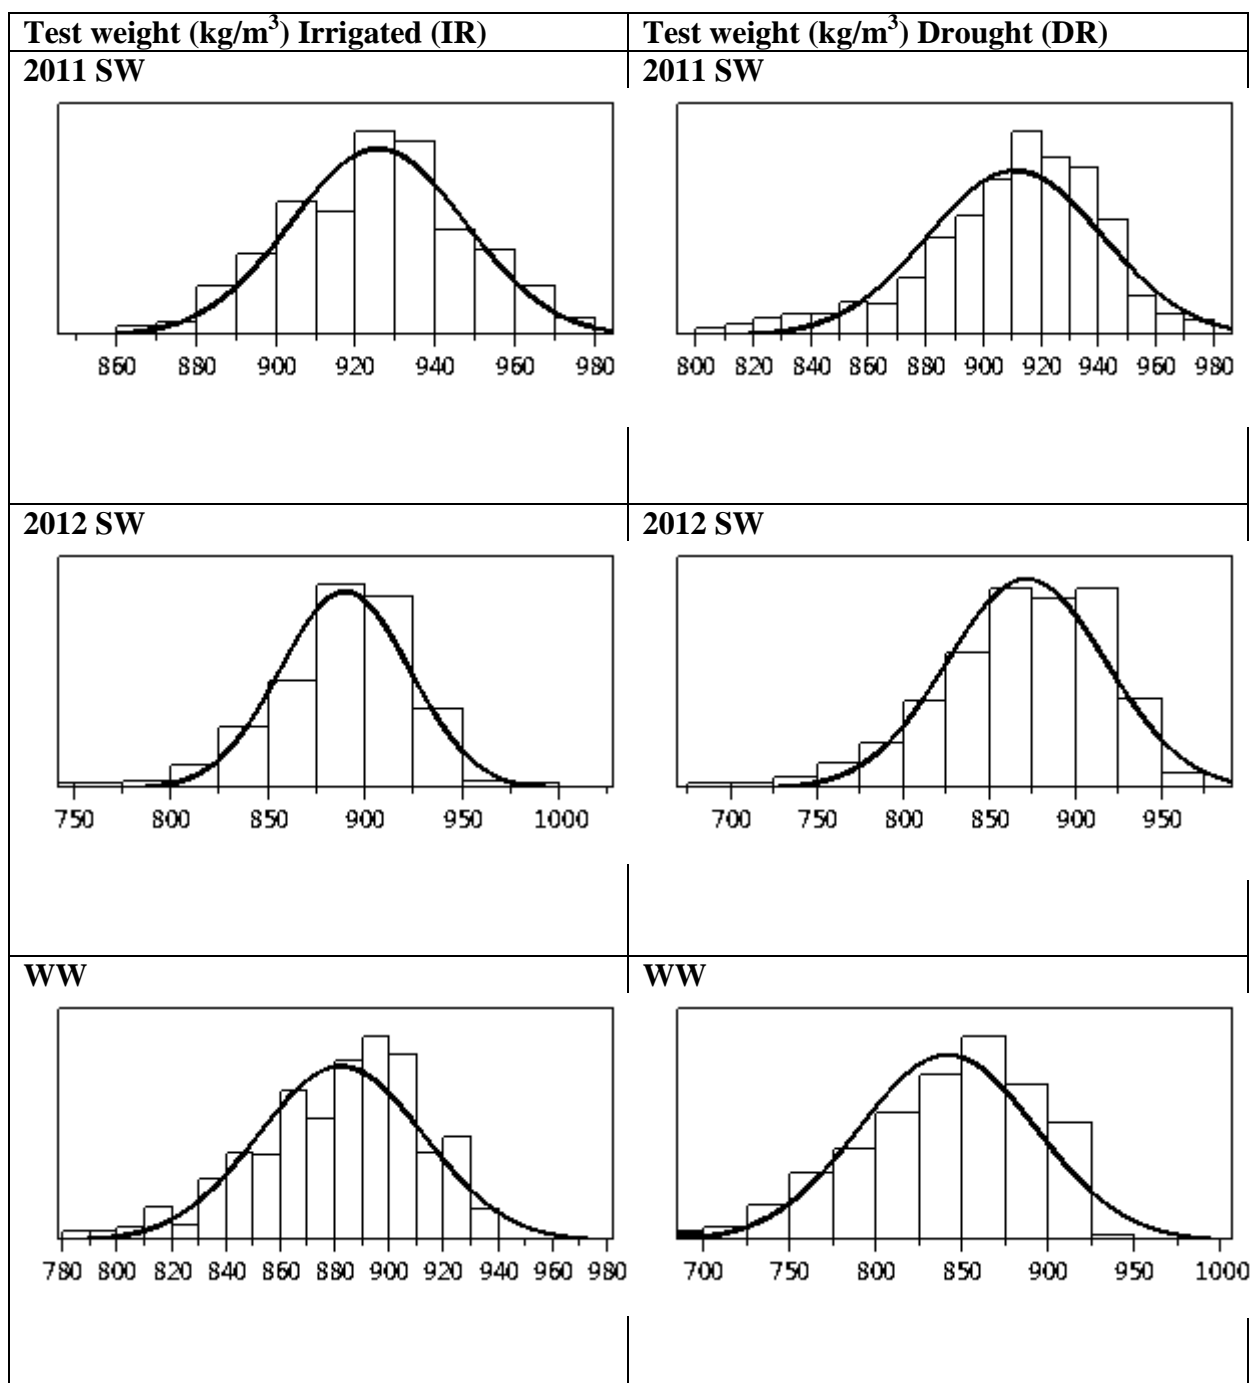 Test weight (kg/m³) Irrigated (IR) Test weight (kg/m³) Drought (DR)
2011 SW 2011 SW
860 880 900 920 940 960 980 800 820 840 860 880 900 920 940 960 980
2012 SW 2012 SW
750 800 850 900 950 1000 700 750 800 850 900 950
WW WW
780 800 820 840 860 880 900 920 940 960 980 700 750 800 850 900 950 1000